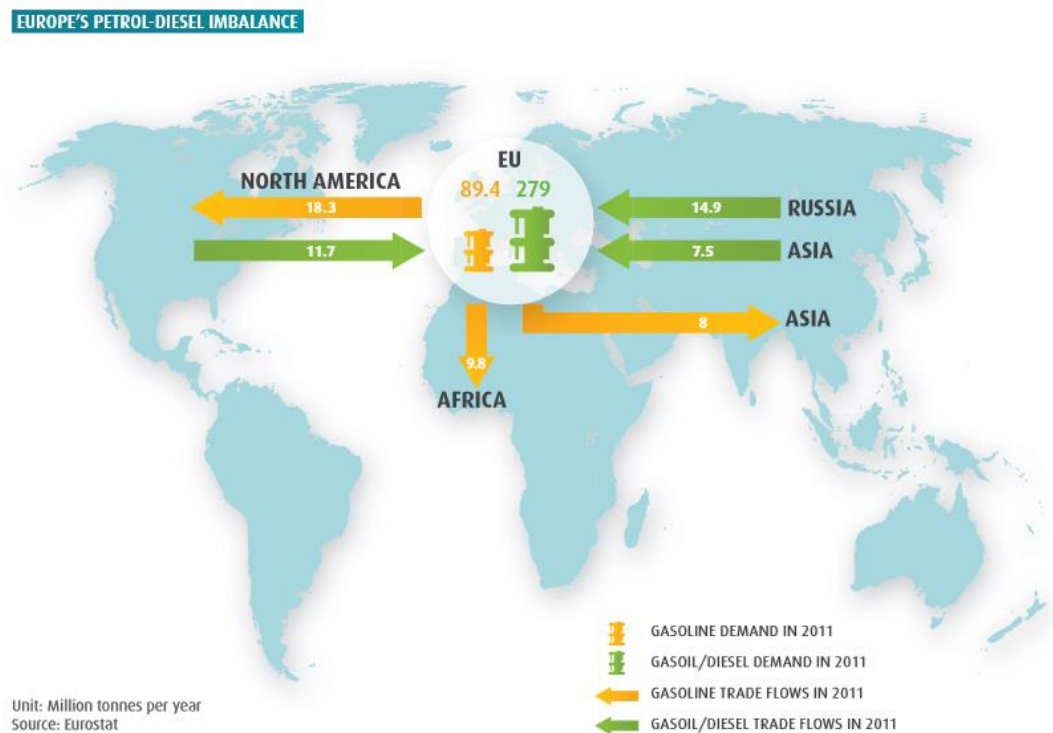 EUROPE'S PETROL-DIESEL IMBALANCE
EU
89.4 279
NORTH AMERICA
18.3
14.9
RUSSIA
11.7
7.5
ASIA
8
ASIA
9.8
AFRICA
GASOLINE DEMAND IN 2011
GASOIL/DIESEL DEMAND IN 2011
GASOLINE TRADE FLOWS IN 2011
GASOIL/DIESEL TRADE FLOWS IN 2011
Unit: Million tonnes per year
Source: Eurostat